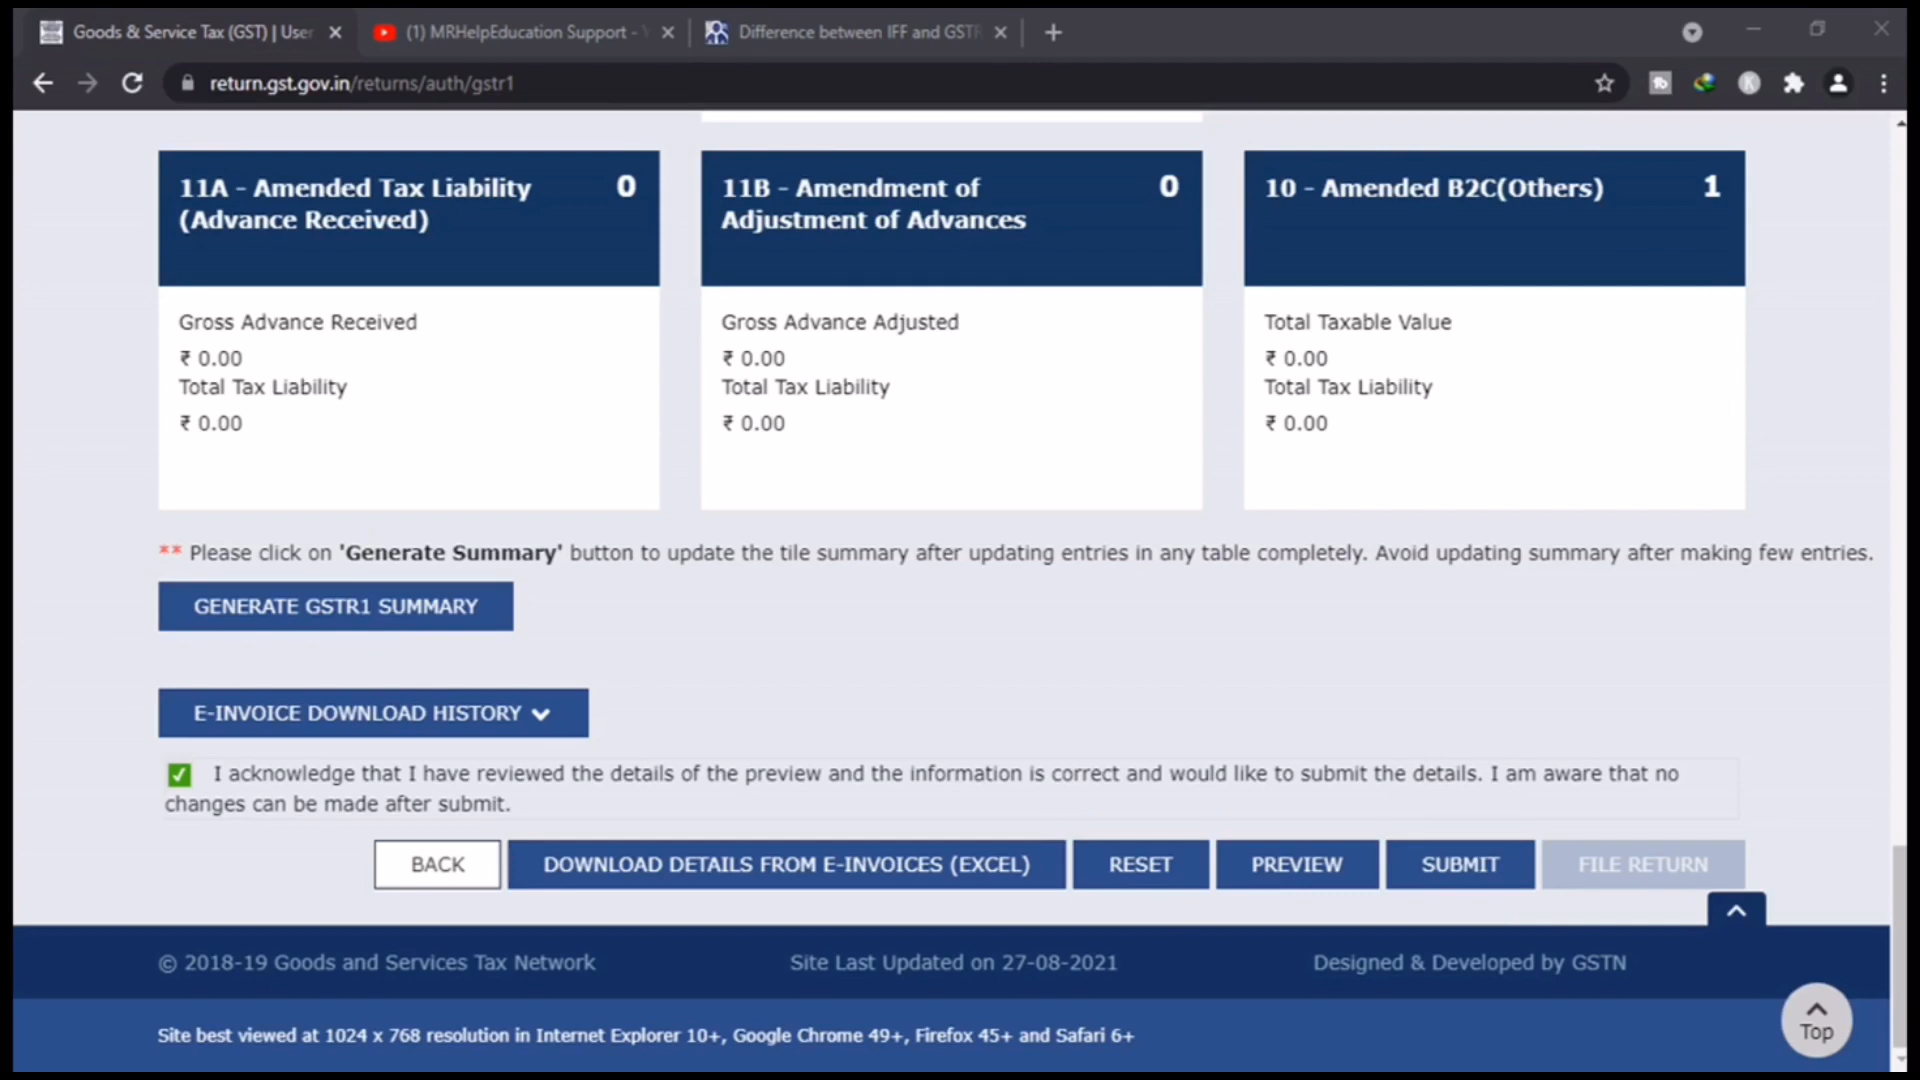 Goods & Service Tax (GST) | User
(1) MRHelpEducation Support -
Difference between IFF and GSTR
return.gst.gov.in/returns/auth/gstr1
11A - Amended Tax Liability 0
(Advance Received)
11B - Amendment of 0
Adjustment of Advances
10 - Amended B2C(Others) 1
Gross Advance Received
₹ 0.00
Total Tax Liability
₹ 0.00
Gross Advance Adjusted
₹ 0.00
Total Tax Liability
₹ 0.00
Total Taxable Value
₹ 0.00
Total Tax Liability
₹ 0.00
** Please click on 'Generate Summary' button to update the tile summary after updating entries in any table completely. Avoid updating summary after making few entries.
GENERATE GSTR1 SUMMARY
E-INVOICE DOWNLOAD HISTORY
I acknowledge that I have reviewed the details of the preview and the information is correct and would like to submit the details. I am aware that no
changes can be made after submit.
BACK DOWNLOAD DETAILS FROM E-INVOICES (EXCEL) RESET PREVIEW SUBMIT FILE RETURN
© 2018-19 Goods and Services Tax Network Site Last Updated on 27-08-2021 Designed & Developed by GSTN
Top
Site best viewed at 1024 x 768 resolution in Internet Explorer 10+, Google Chrome 49+, Firefox 45+ and Safari 6+